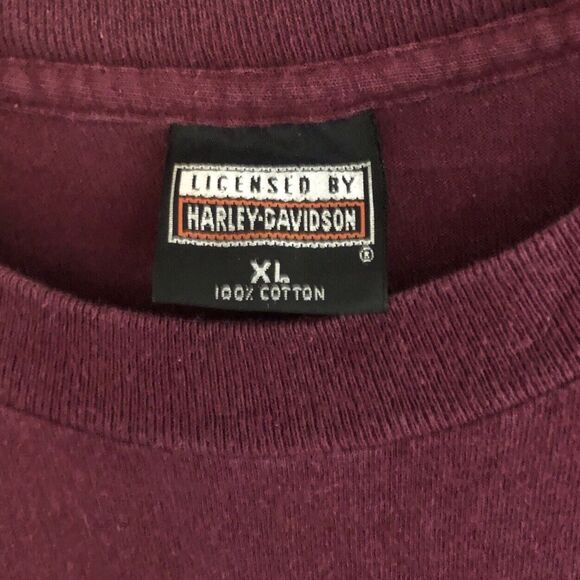 LICENSED BY
HARLEY-DAVIDSON
®
XL
100% COTTON